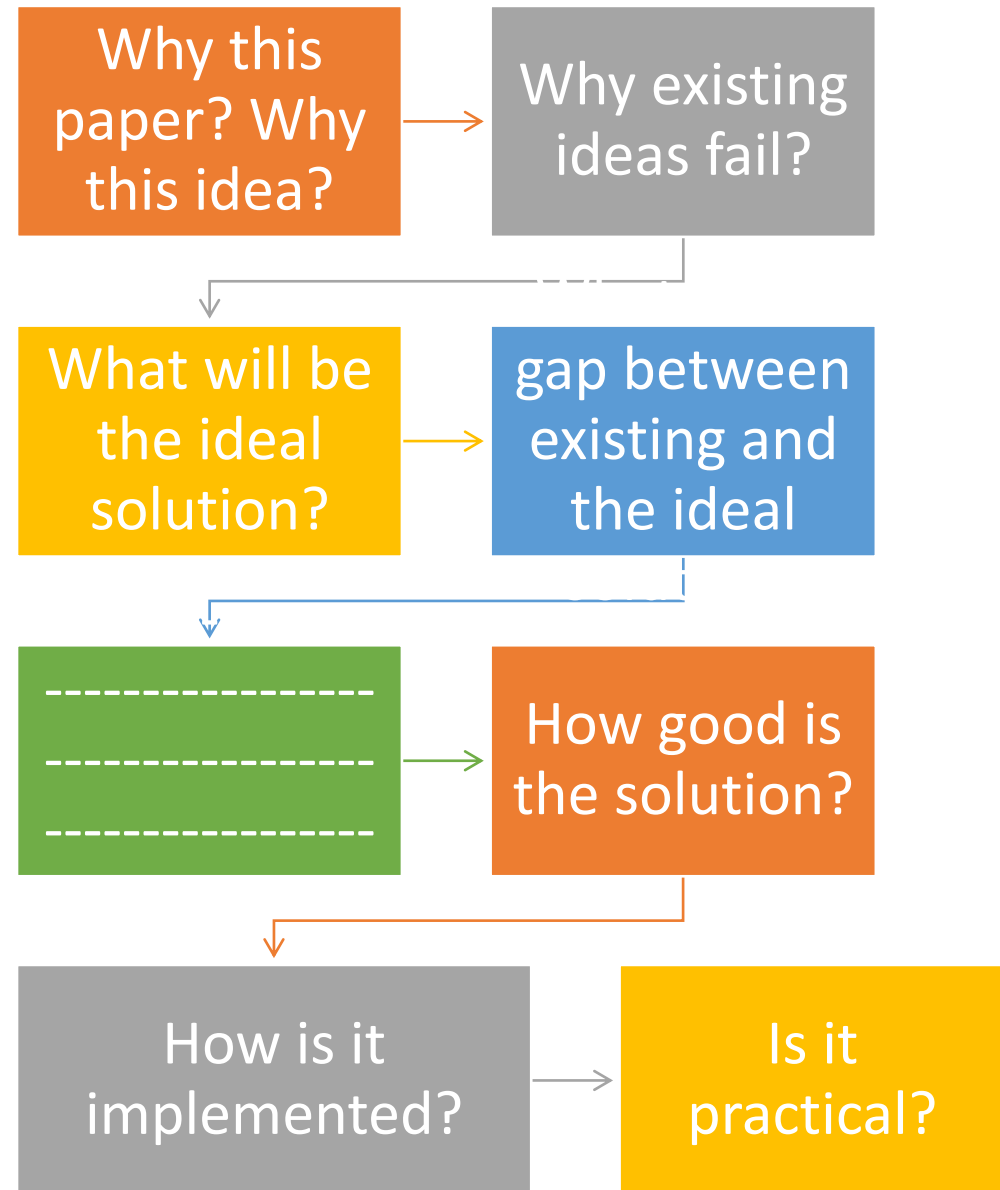 Why this
paper? Why
this idea?
Why existing
ideas fail?
What will be
the ideal
solution?
gap between
existing and
the ideal
-----------------
-----------------
-----------------
How good is
the solution?
How is it
implemented?
Is it
practical?